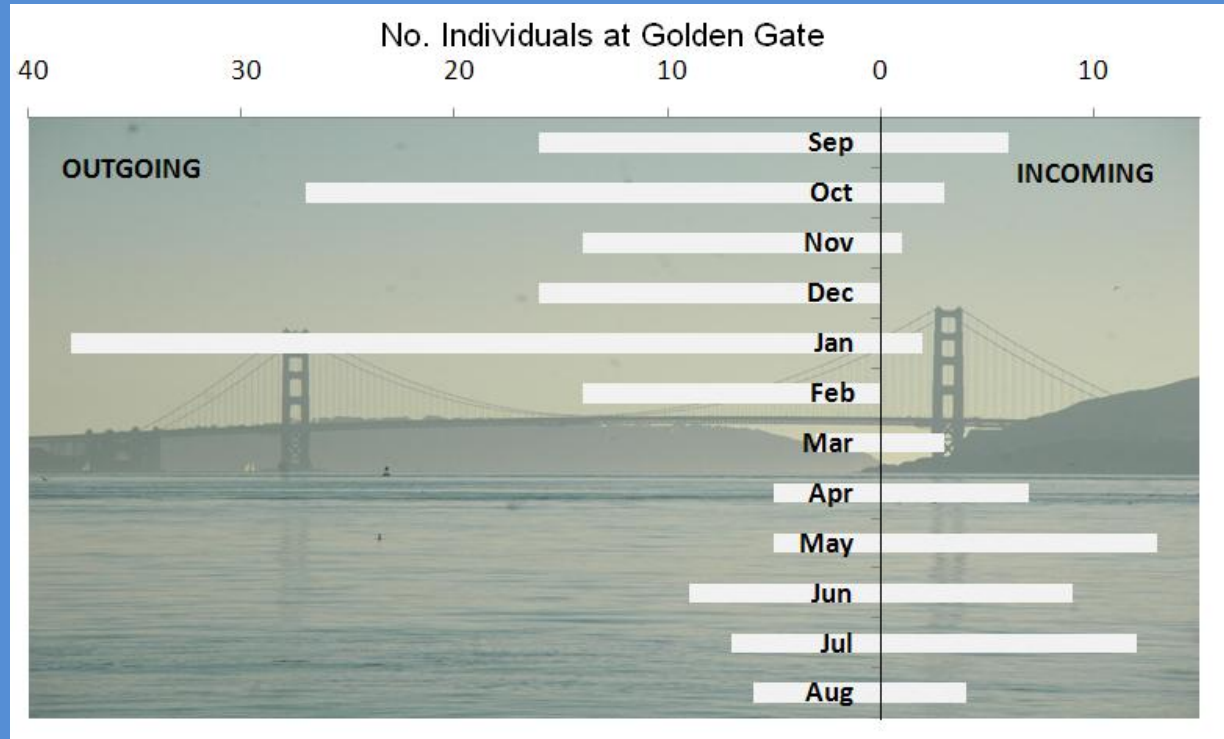 No. Individuals at Golden Gate
40 30 20 10 0 10
Sep
OUTGOING INCOMING
Oct
Nov
Dec
Jan
Feb
Mar
Apr
May
Jun
Jul
Aug